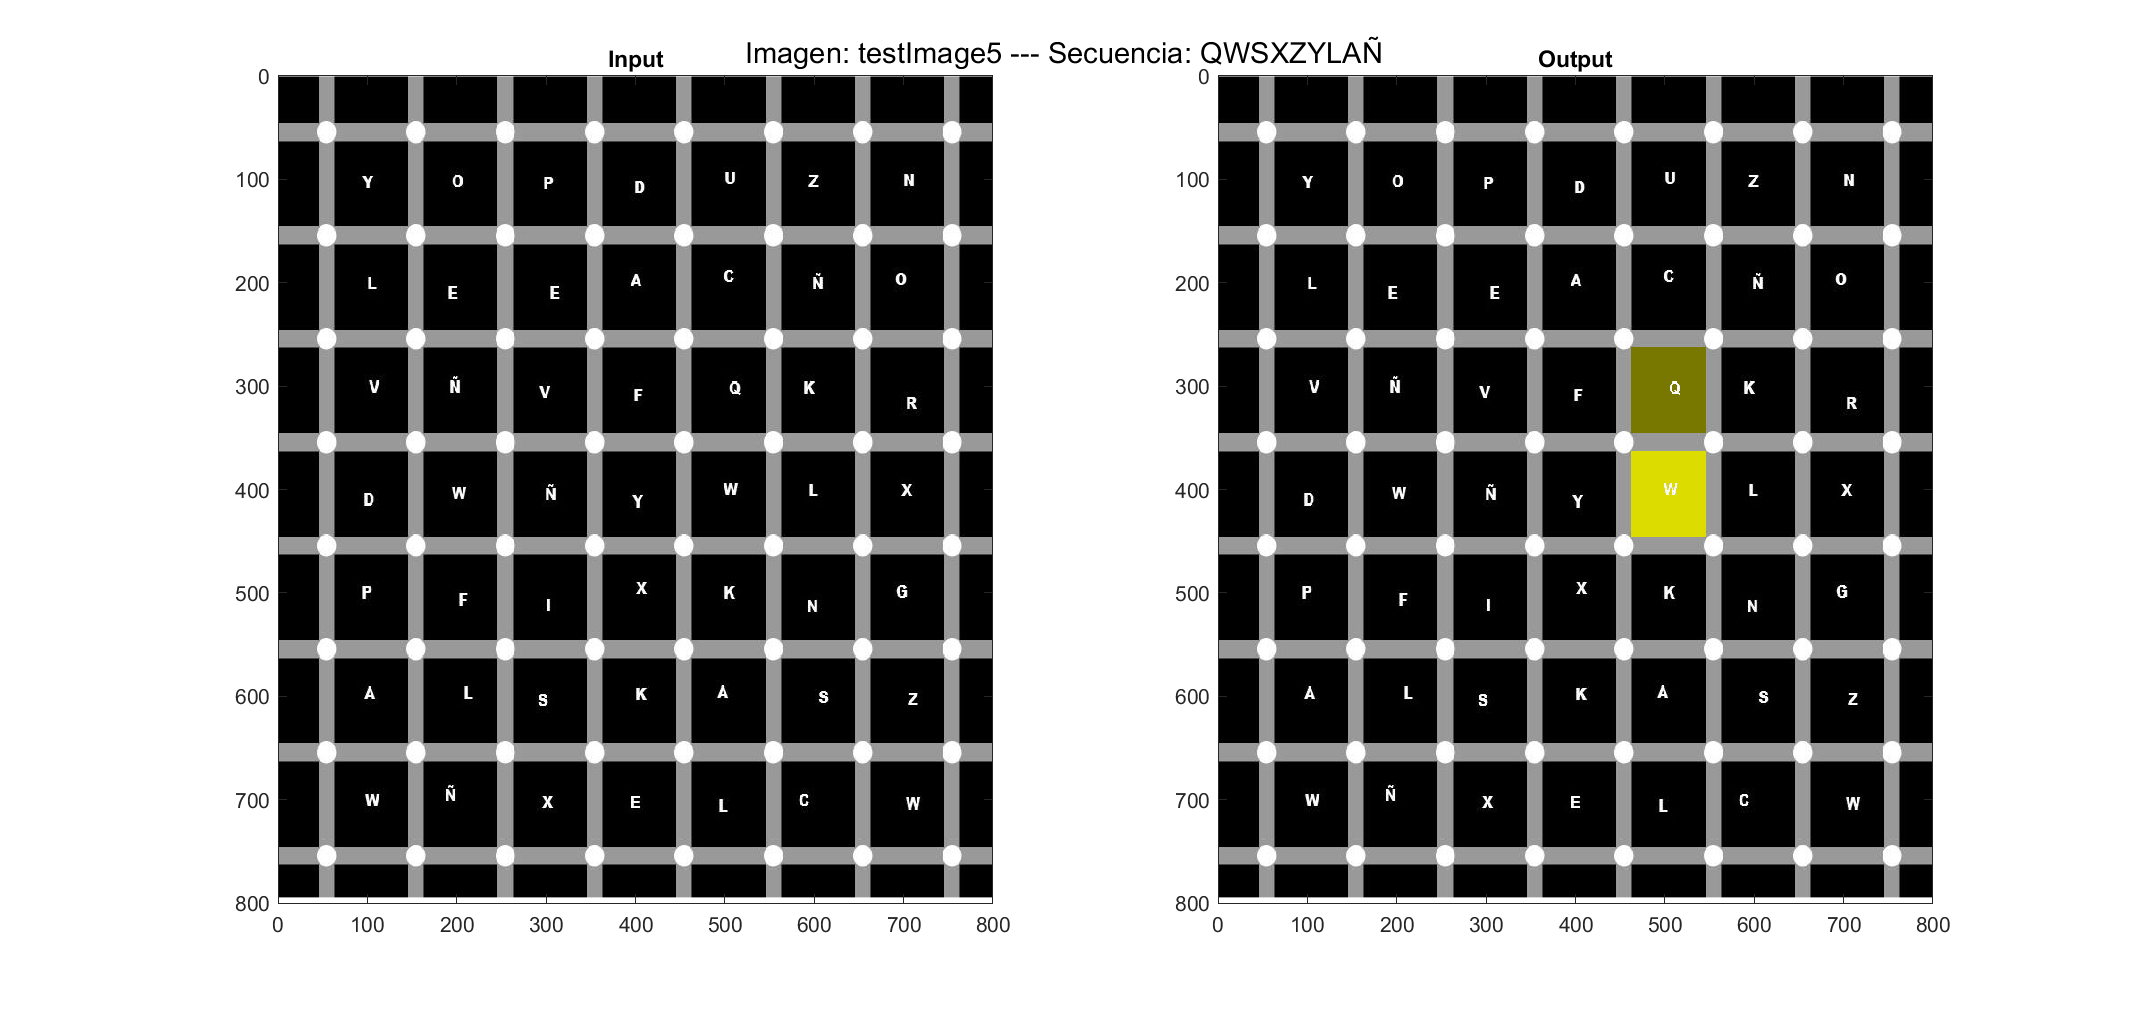 Imagen: testImage5 --- Secuencia: QWSXZYLAÑ
Input
0
100
200
300
400
500
600
700
800
0 100 200 300 400 500 600 700 800
Y O P D U Z N
L E E A C Ñ O
V Ñ V F Q K R
D W Ñ Y W L X
P F I X K N G
A L S K A S Z
W Ñ X E L C W
Output
0
100
200
300
400
500
600
700
800
0 100 200 300 400 500 600 700 800
Y O P D U Z N
L E E A C Ñ O
V Ñ V F Q K R
D W Ñ Y W L X
P F I X K N G
A L S K A S Z
W Ñ X E L C W